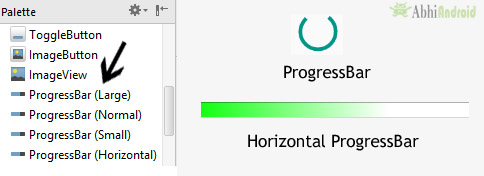 Palette
ToggleButton
ImageButton
ImageView
ProgressBar (Large)
ProgressBar (Normal)
ProgressBar (Small)
ProgressBar (Horizontal)
AbhiAndroid
ProgressBar
Horizontal ProgressBar